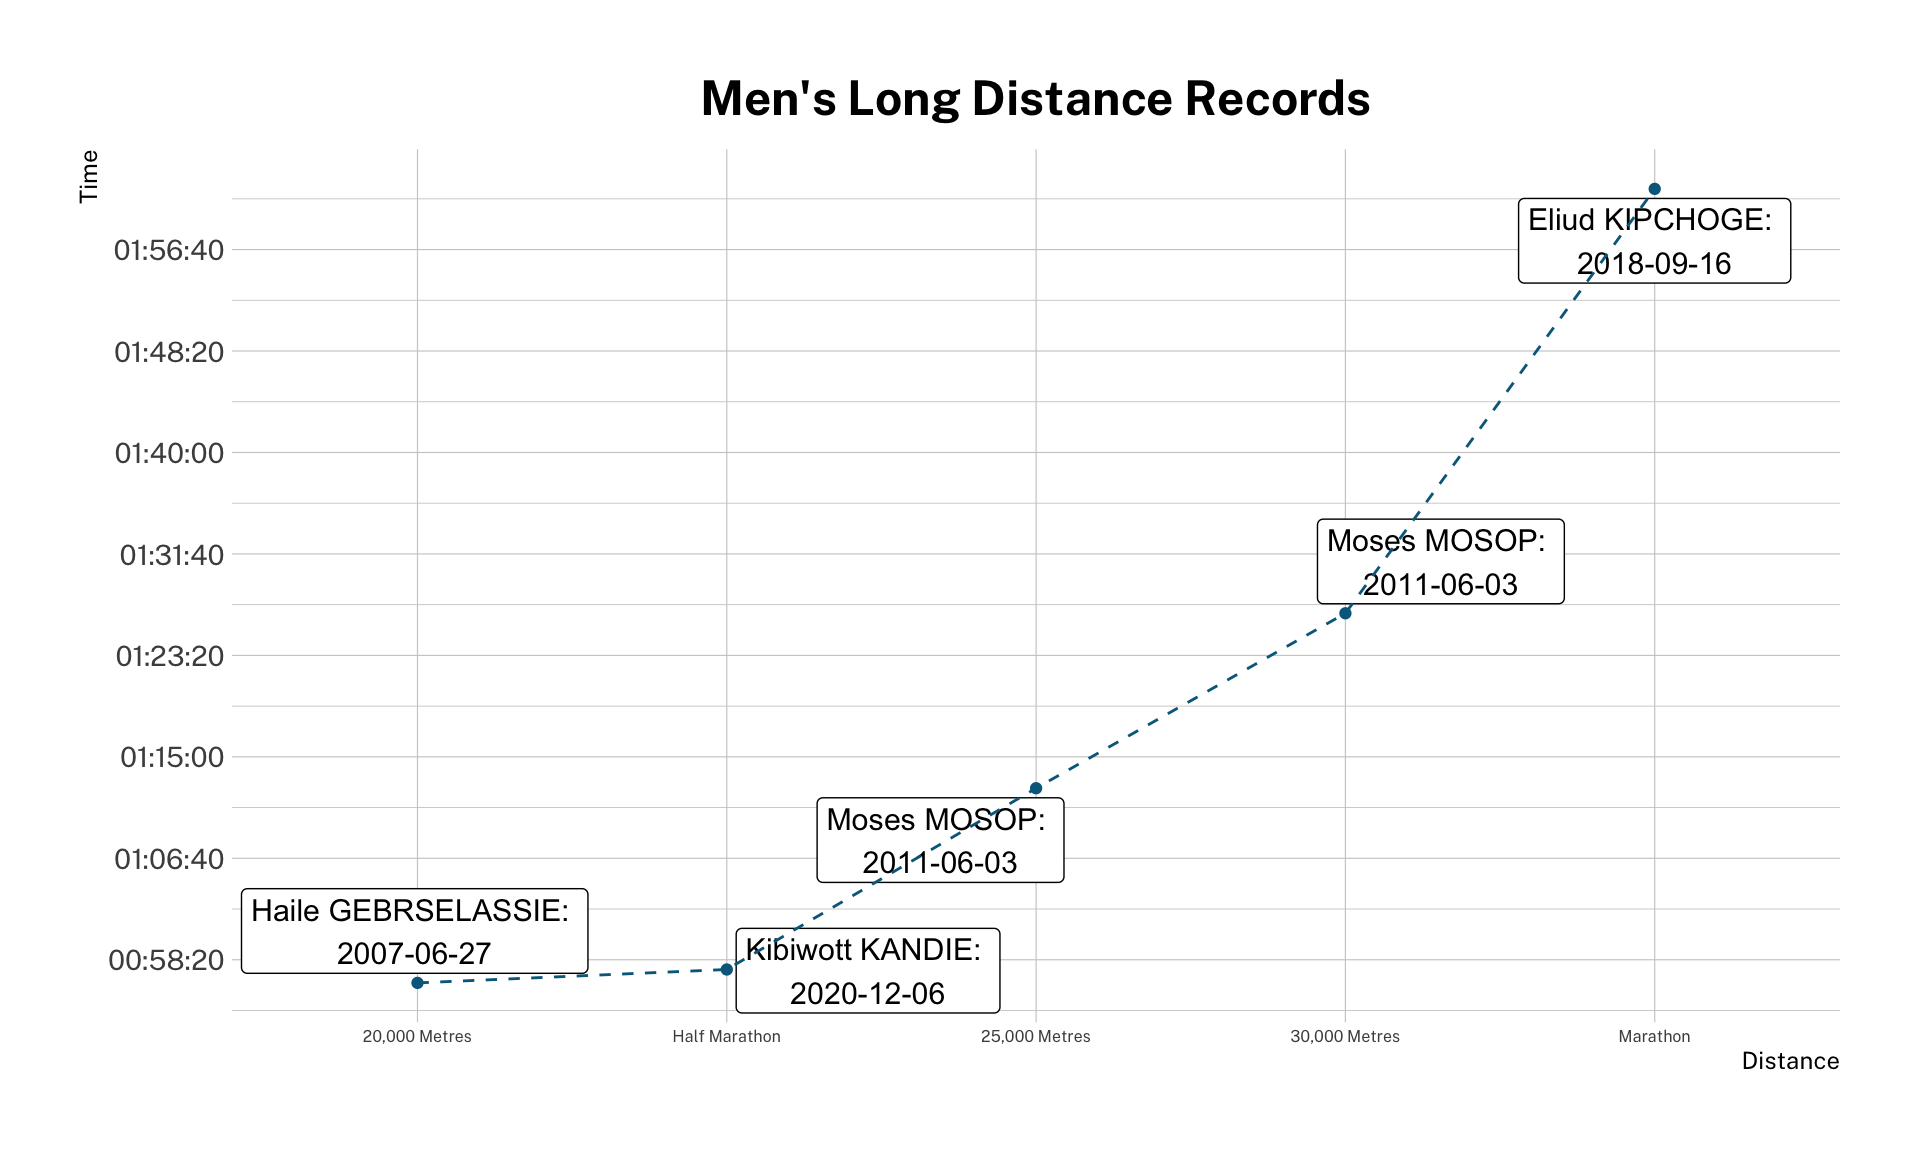 Men's Long Distance Records
Time
01:56:40
01:48:20
01:40:00
01:31:40
01:23:20
01:15:00
01:06:40
00:58:20
Eliud KIPCHOGE:
2018-09-16
Moses MOSOP:
2011-06-03
Moses MOSOP:
2011-06-03
Haile GEBRSELASSIE:
2007-06-27
Kibiwott KANDIE:
2020-12-06
20,000 Metres
Half Marathon
25,000 Metres
30,000 Metres
Marathon
Distance